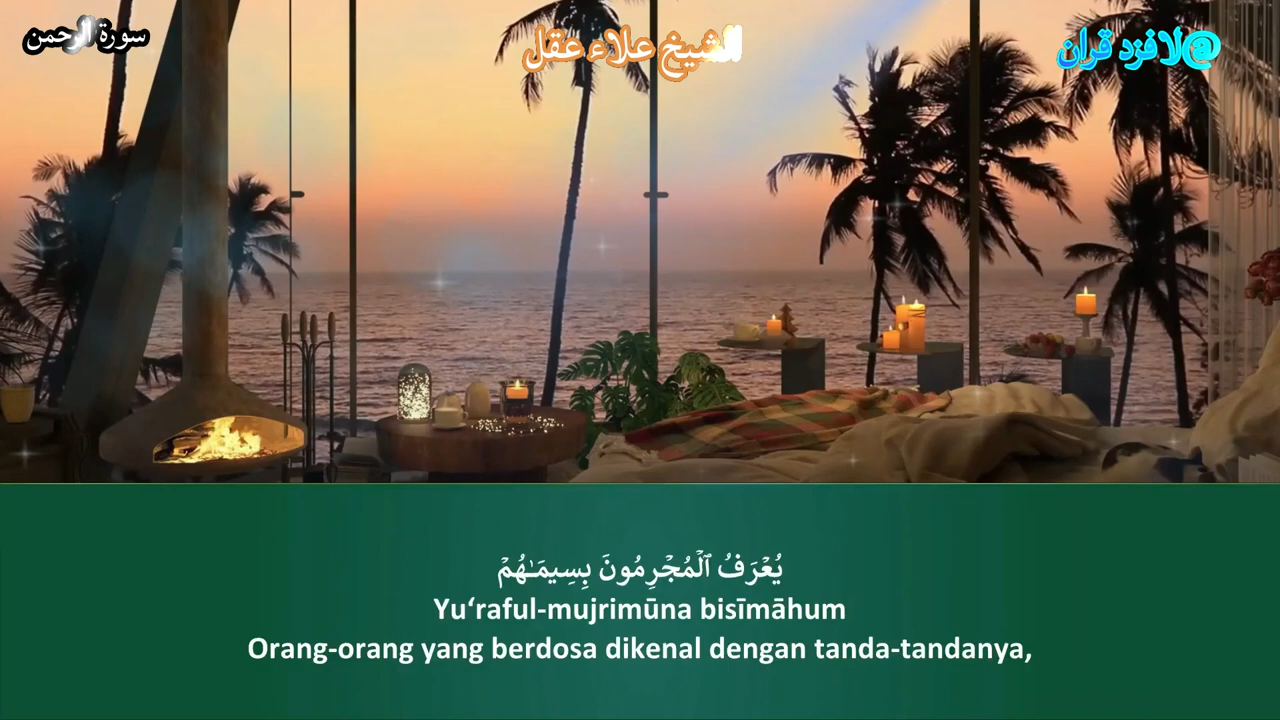 سورة الرحمن
الشيخ علاء عقل
@لافزد قران
يُعْرَفُ ٱلْمُجْرِمُونَ بِسِيمَـٰهُمْ
Yu‘raful-mujrimūna bisīmāhum
Orang-orang yang berdosa dikenal dengan tanda-tandanya,